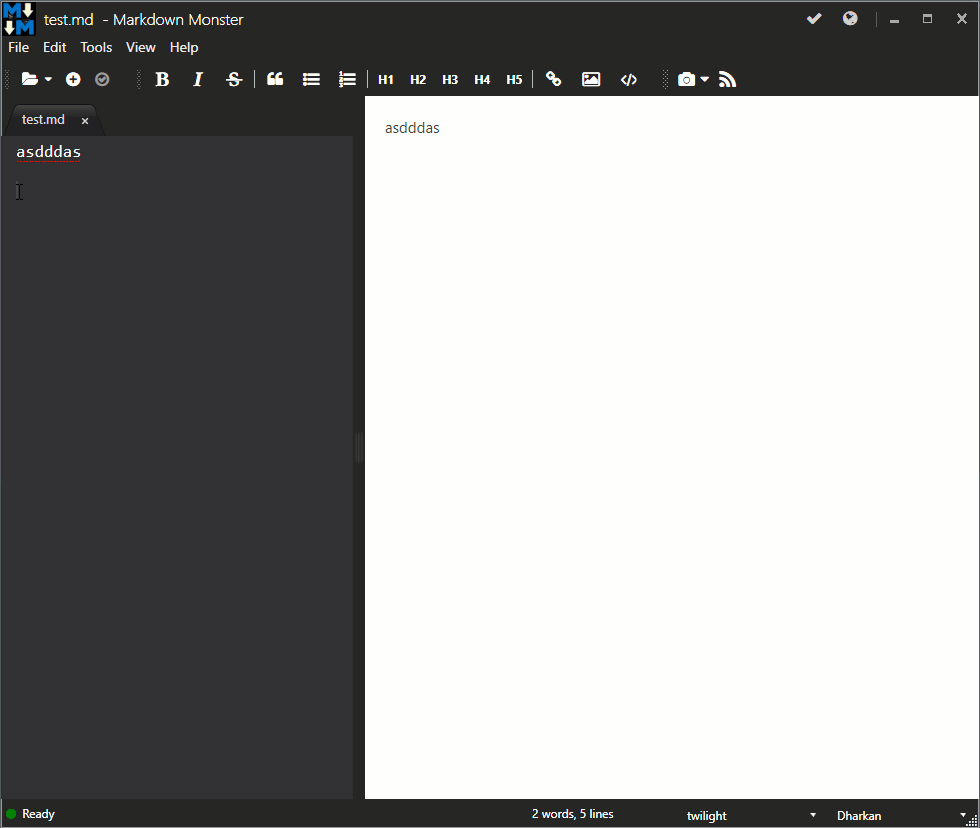 test.md - Markdown Monster
File Edit Tools View Help
B I S H1 H2 H3 H4 H5
test.md x
asdddas
asdddas
Ready 2 words, 5 lines twilight Dharkan